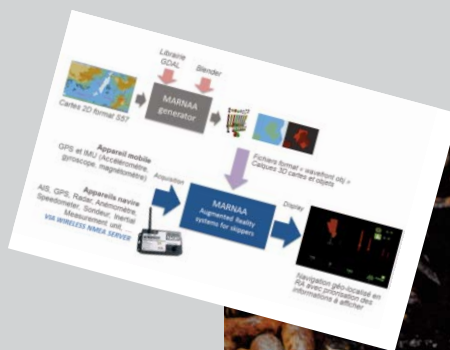 Librairie
GDAL
Blender
MARNAA
generator
Cartes 2D format S57
Fichiers format « wavefront obj »
Calques 3D cartes et objets
Appareil mobile
GPS et IMU (Accéléromètre,
gyroscope, magnétomètre)
Acquisition
Appareils navire
AIS, GPS, Radar, Anémomètre,
Speedometer, Sondeur, Inertial
Measurement unit,
VIA WIRELESS NMEA SERVER
MARNAA
Augmented Reality
systems for skippers
Display
Navigation géo-localisé en
RA avec priorisation des
informations à afficher